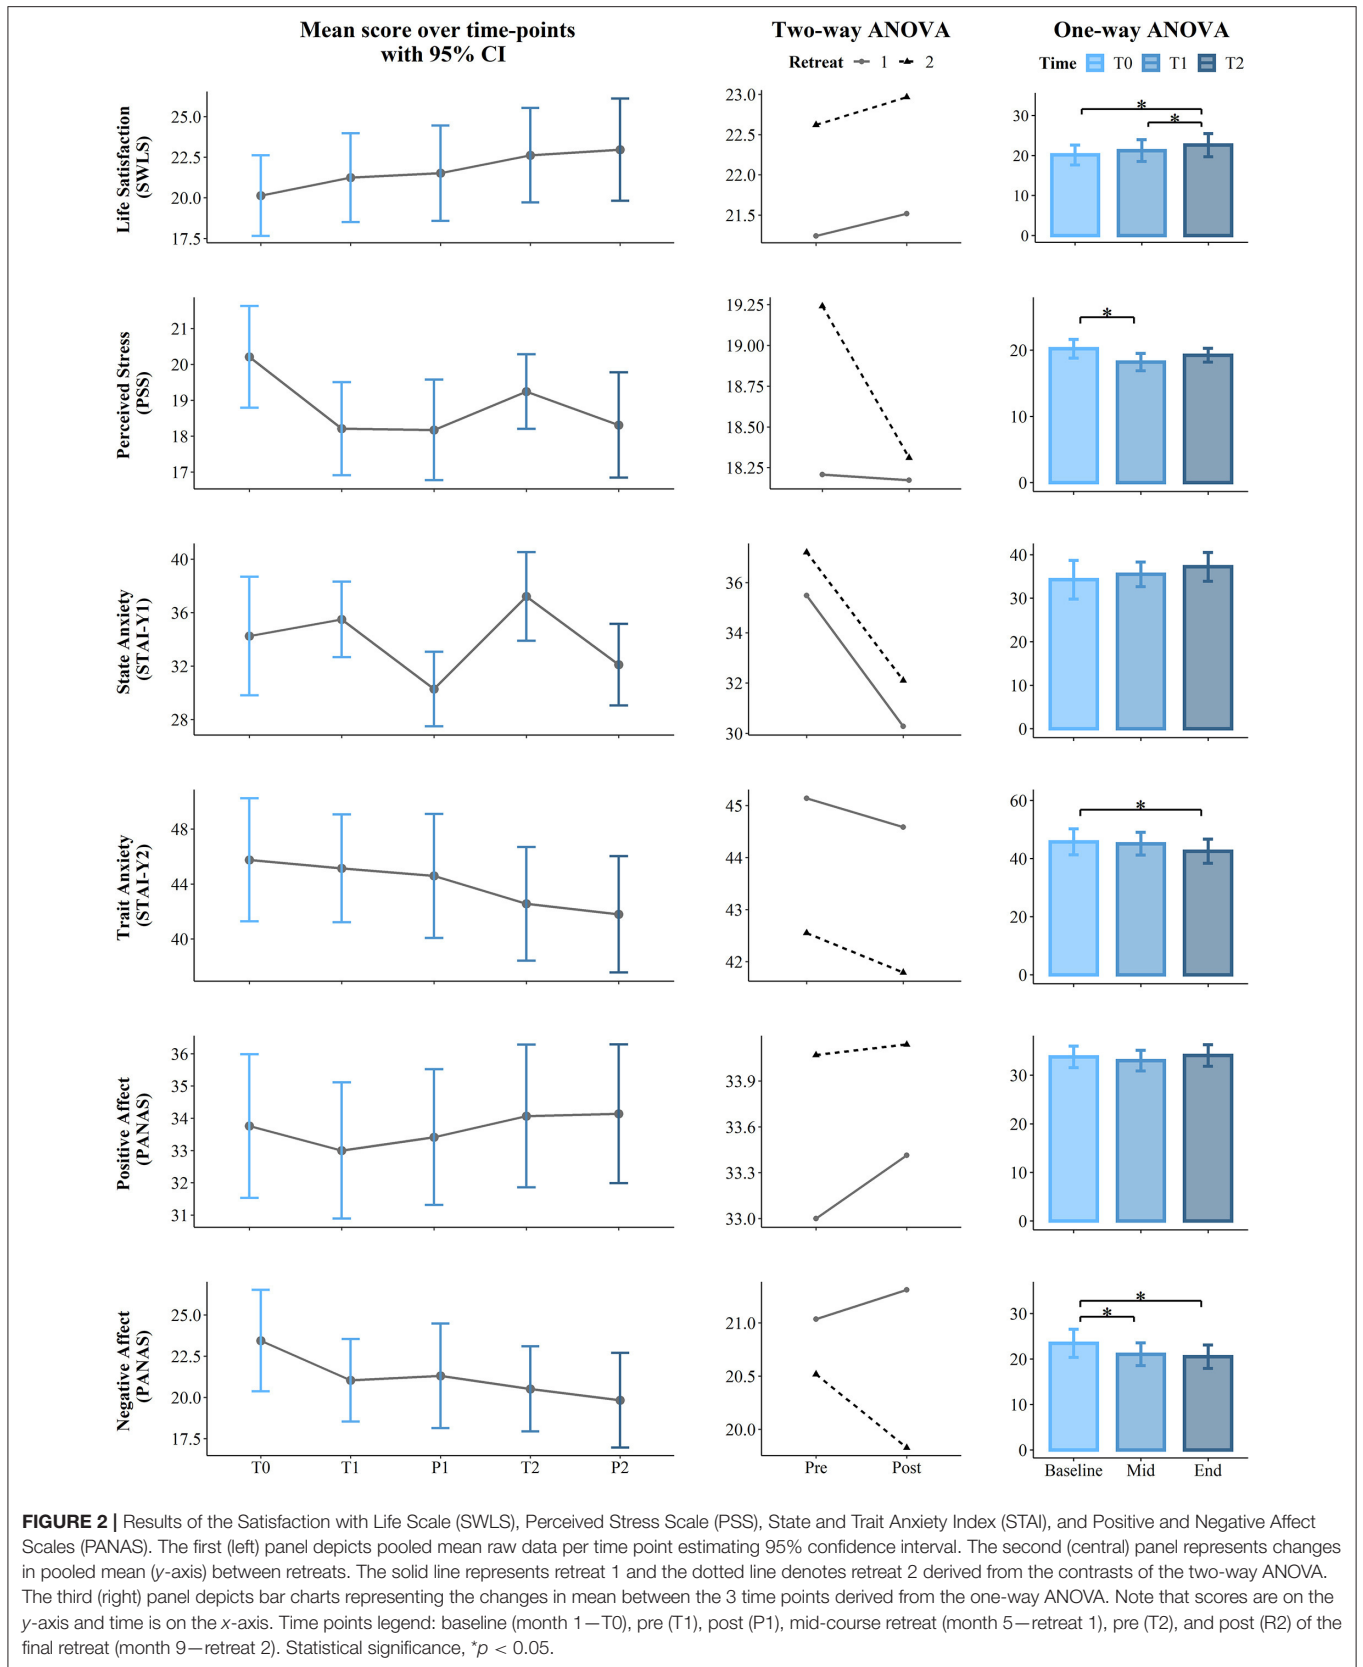 Mean score over time-points
with 95% CI
Two-way ANOVA
Retreat 1 2
One-way ANOVA
Time T0 T1 T2
Life Satisfaction
(SWLS)
25.0
22.5
20.0
17.5
23.0
22.5
22.0
21.5
* *
30
20
10
0
Perceived Stress
(PSS)
21
20
19
18
17
19.25
19.00
18.75
18.50
18.25
*
20
10
0
State Anxiety
(STAI-Y1)
40
36
32
28
36
34
32
30
40
30
20
10
0
Trait Anxiety
(STAI-Y2)
48
44
40
45
44
43
42
*
60
40
20
0
Positive Affect
(PANAS)
36
35
34
33
32
31
33.9
33.6
33.3
33.0
30
20
10
0
Negative Affect
(PANAS)
25.0
22.5
20.0
17.5
21.0
20.5
20.0
* *
30
20
10
0
T0 T1 P1 T2 P2
Pre Post
Baseline Mid End
FIGURE 2 | Results of the Satisfaction with Life Scale (SWLS), Perceived Stress Scale (PSS), State and Trait Anxiety Index (STAI), and Positive and Negative Affect
Scales (PANAS). The first (left) panel depicts pooled mean raw data per time point estimating 95% confidence interval. The second (central) panel represents changes
in pooled mean (y-axis) between retreats. The solid line represents retreat 1 and the dotted line denotes retreat 2 derived from the contrasts of the two-way ANOVA.
The third (right) panel depicts bar charts representing the changes in mean between the 3 time points derived from the one-way ANOVA. Note that scores are on the
y-axis and time is on the x-axis. Time points legend: baseline (month 1—T0), pre (T1), post (P1), mid-course retreat (month 5—retreat 1), pre (T2), and post (R2) of the
final retreat (month 9—retreat 2). Statistical significance, *p < 0.05.